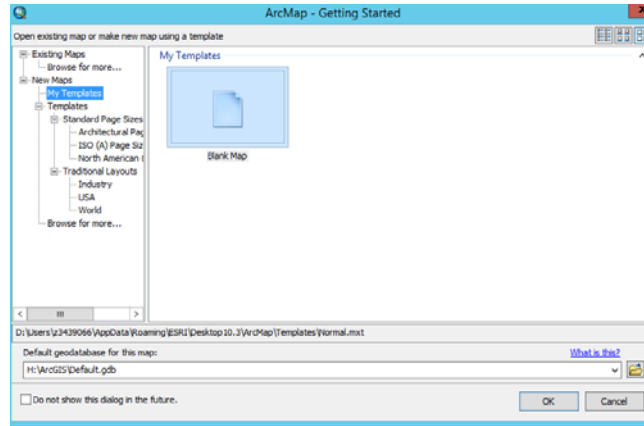 ArcMap - Getting Started
Open existing map or make new map using a template
Existing Maps
Browse for more...
New Maps
My Templates
Templates
Standard Page Sizes
Architectural Pag
ISO (A) Page Siz
North American
Traditional Layouts
Industry
USA
World
Browse for more...
My Templates
Blank Map
D:\Users\z3439066\AppData\Roaming\ESRI\Desktop10.3\ArcMap\Templates\Normal.mxt
Default geodatabase for this map:
What is this?
H:\ArcGIS\Default.gdb
Do not show this dialog in the future.
OK
Cancel